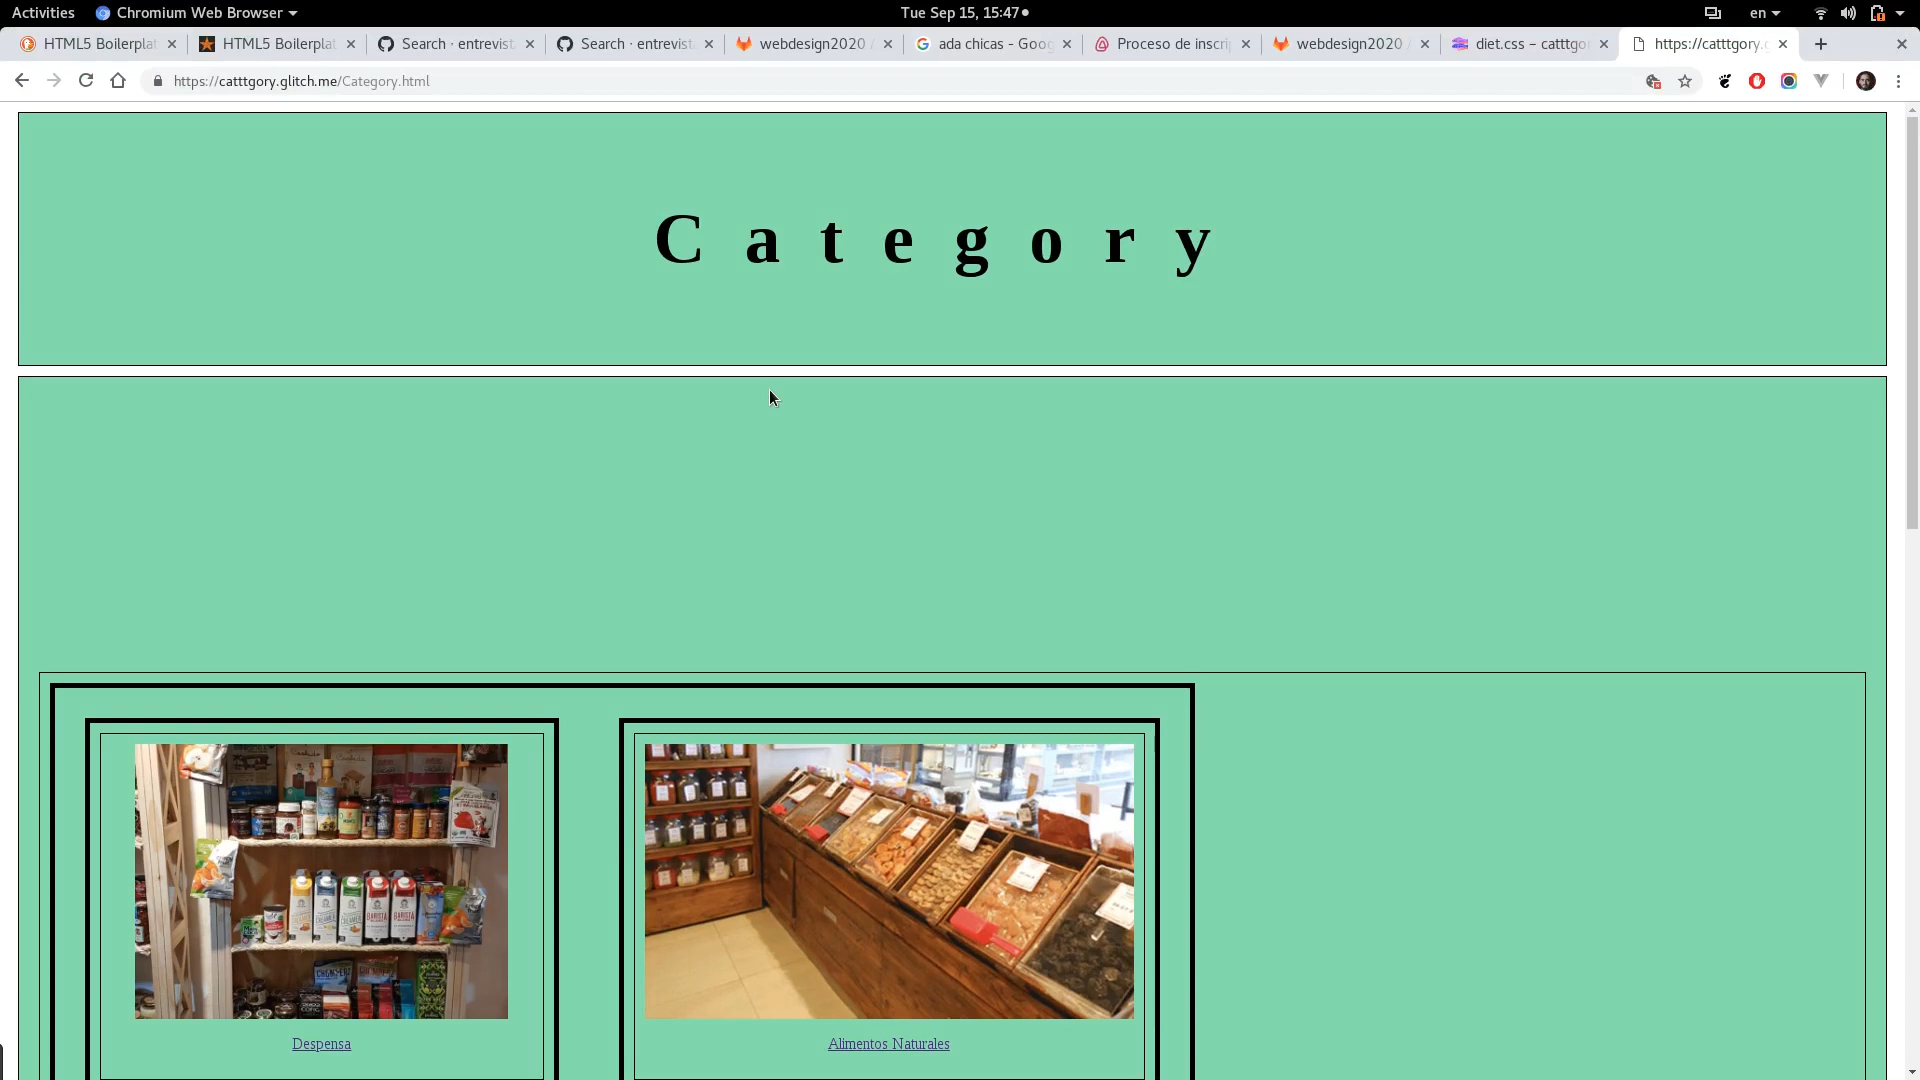 Activities Chromium Web Browser Tue Sep 15, 15:47 en
HTML5 Boilerplat HTML5 Boilerplat Search · entrevist Search · entrevist webdesign2020 / ada chicas - Goog Proceso de inscri webdesign2020 / diet.css – catttgo https://catttgory.g
https://catttgory.glitch.me/Category.html
Category
Despensa
Alimentos Naturales